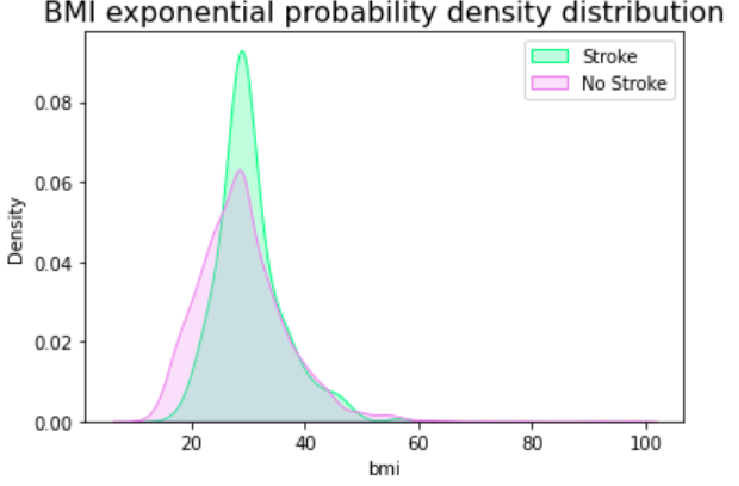 BMI exponential probability density distribution
Stroke
No Stroke
0.08
0.06
0.04
0.02
0.00
Density
20 40 60 80 100
bmi